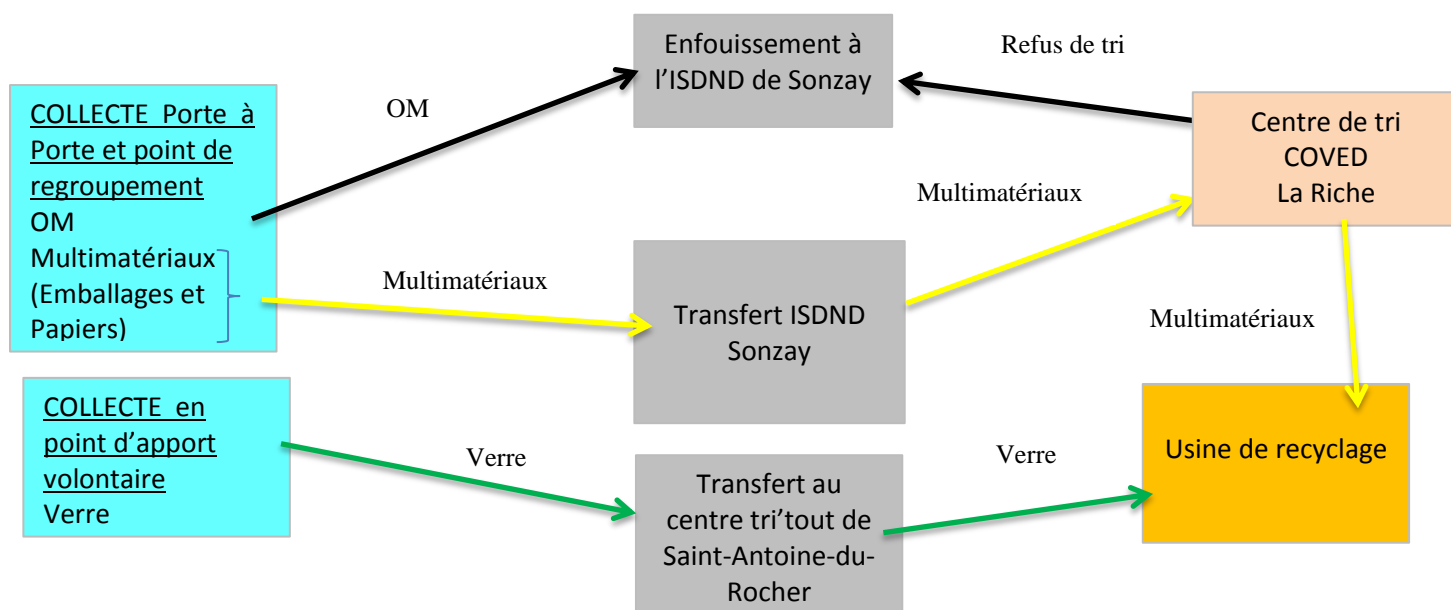 Enfouissement à
l’ISDND de Sonzay
Refus de tri
OM
COLLECTE Porte à
Porte et point de
regroupement
OM
Multimatériaux
(Emballages et
Papiers)
Centre de tri
COVED
La Riche
Multimatériaux
Multimatériaux
Transfert ISDND
Sonzay
Multimatériaux
COLLECTE en
point d’apport
volontaire
Verre
Verre
Transfert au
centre tri’tout de
Saint-Antoine-du-
Rocher
Verre
Usine de recyclage